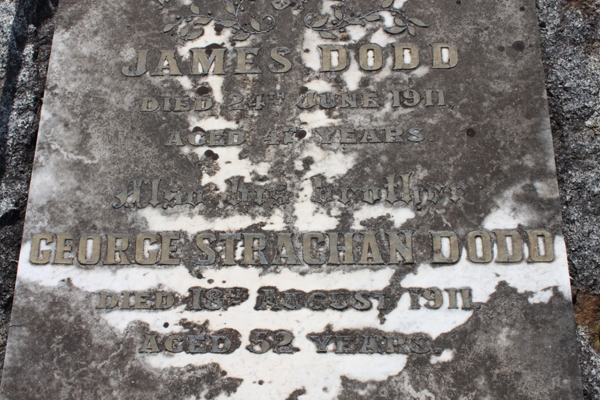 JAMES DODD
DIED 24TH JUNE 1911.
AGED 47 YEARS.
Also his brother
GEORGE STRACHAN DODD
DIED 18TH AUGUST 1911.
AGED 52 YEARS.